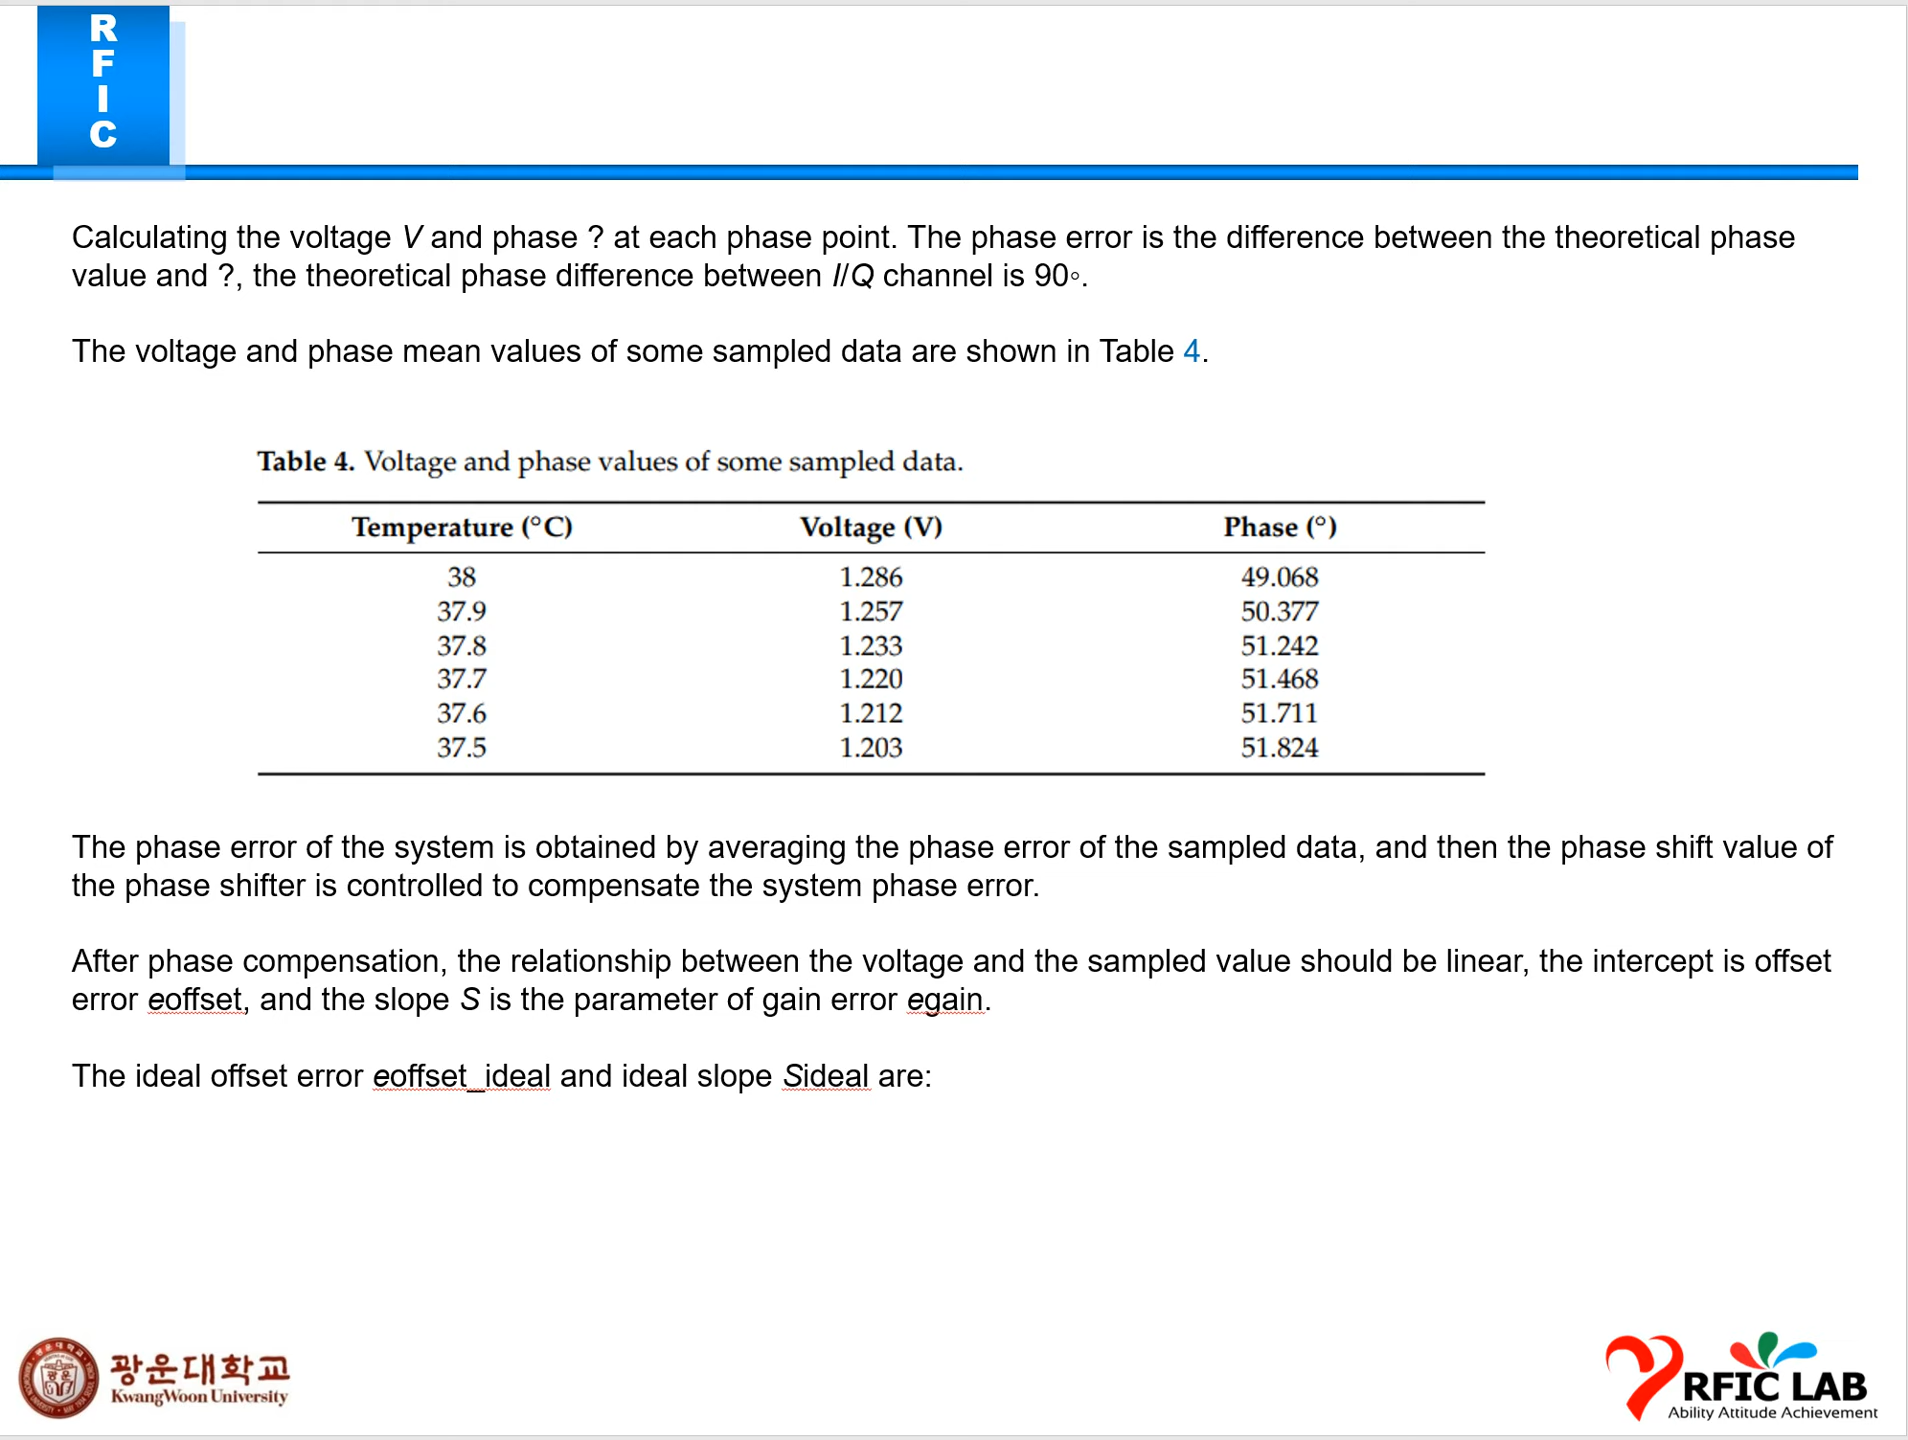 R
F
I
C
Calculating the voltage V and phase ? at each phase point. The phase error is the difference between the theoretical phase
value and ?, the theoretical phase difference between I/Q channel is 90◦.
The voltage and phase mean values of some sampled data are shown in Table 4.
Table 4. Voltage and phase values of some sampled data.
Temperature (°C) Voltage (V) Phase (°)
38 1.286 49.068
37.9 1.257 50.377
37.8 1.233 51.242
37.7 1.220 51.468
37.6 1.212 51.711
37.5 1.203 51.824
The phase error of the system is obtained by averaging the phase error of the sampled data, and then the phase shift value of
the phase shifter is controlled to compensate the system phase error.
After phase compensation, the relationship between the voltage and the sampled value should be linear, the intercept is offset
error eoffset, and the slope S is the parameter of gain error egain.
The ideal offset error eoffset_ideal and ideal slope Sideal are:
광운대학교
KwangWoon University
RFIC LAB
Ability Attitude Achievement